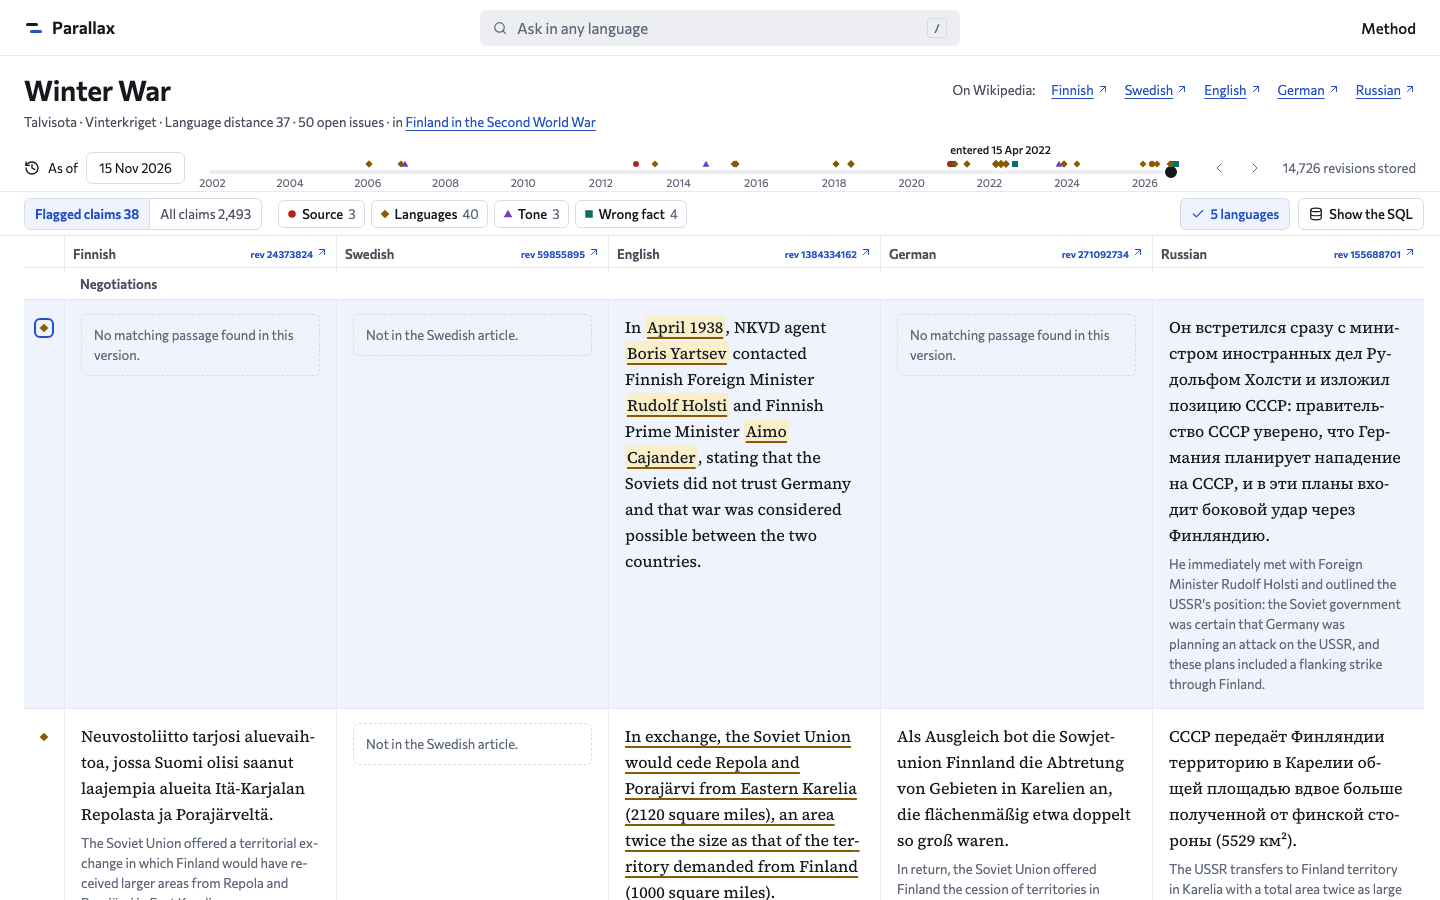 Parallax
Ask in any language
/
Method
Winter War
On Wikipedia: Finnish Swedish English German Russian
Talvisota · Vinterkriget · Language distance 37 · 50 open issues · in Finland in the Second World War
entered 15 Apr 2022
As of 15 Nov 2026
2002 2004 2006 2008 2010 2012 2014 2016 2018 2020 2022 2024 2026
14,726 revisions stored
Flagged claims 38
All claims 2,493
Source 3
Languages 40
Tone 3
Wrong fact 4
5 languages
Show the SQL
Finnish rev 24373824
Swedish rev 59855895
English rev 1384334162
German rev 271092734
Russian rev 155688701
Negotiations
No matching passage found in this
version.
Not in the Swedish article.
In April 1938, NKVD agent
Boris Yartsev contacted
Finnish Foreign Minister
Rudolf Holsti and Finnish
Prime Minister Aimo
Cajander, stating that the
Soviets did not trust Germany
and that war was considered
possible between the two
countries.
No matching passage found in this
version.
Он встретился сразу с мини-
стром иностранных дел Ру-
дольфом Холсти и изложил
позицию СССР: правитель-
ство СССР уверено, что Гер-
мания планирует нападение
на СССР, и в эти планы вхо-
дит боковой удар через
Финляндию.
He immediately met with Foreign
Minister Rudolf Holsti and outlined the
USSR's position: the Soviet government
was certain that Germany was
planning an attack on the USSR, and
these plans included a flanking strike
through Finland.
Neuvostoliitto tarjosi aluevaih-
toa, jossa Suomi olisi saanut
laajempia alueita Itä-Karjalan
Repolasta ja Porajärveltä.
The Soviet Union offered a territorial ex-
change in which Finland would have re-
ceived larger areas from Repola and
Not in the Swedish article.
In exchange, the Soviet Union
would cede Repola and
Porajärvi from Eastern Karelia
(2120 square miles), an area
twice the size as that of the ter-
ritory demanded from Finland
(1000 square miles).
Als Ausgleich bot die Sowjet-
union Finnland die Abtretung
von Gebieten in Karelien an,
die flächenmäßig etwa doppelt
so groß waren.
In return, the Soviet Union offered
Finland the cession of territories in
СССР передаёт Финляндии
территорию в Карелии об-
щей площадью вдвое больше
полученной от финской сто-
роны (5529 км²).
The USSR transfers to Finland territory
in Karelia with a total area twice as large